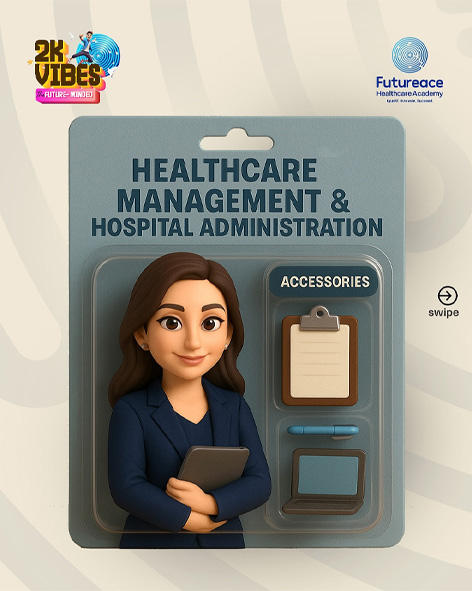 2K
VIBES
FUTURE- MINDED
Futureace
Healthcare Academy
HEALTHCARE
MANAGEMENT &
HOSPITAL ADMINISTRATION
ACCESSORIES
swipe